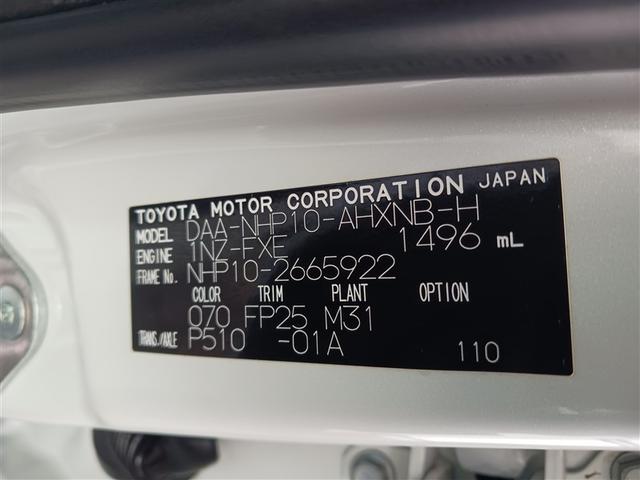 TOYOTA MOTOR CORPORATION JAPAN
MODEL DAA-NHP10-AHXNB-H
ENGINE 1NZ-FXE 1496 mL
FRAME No. NHP10-2665922
COLOR TRIM PLANT OPTION
070 FP25 M31
TRANS./AXLE P510 -01A 110